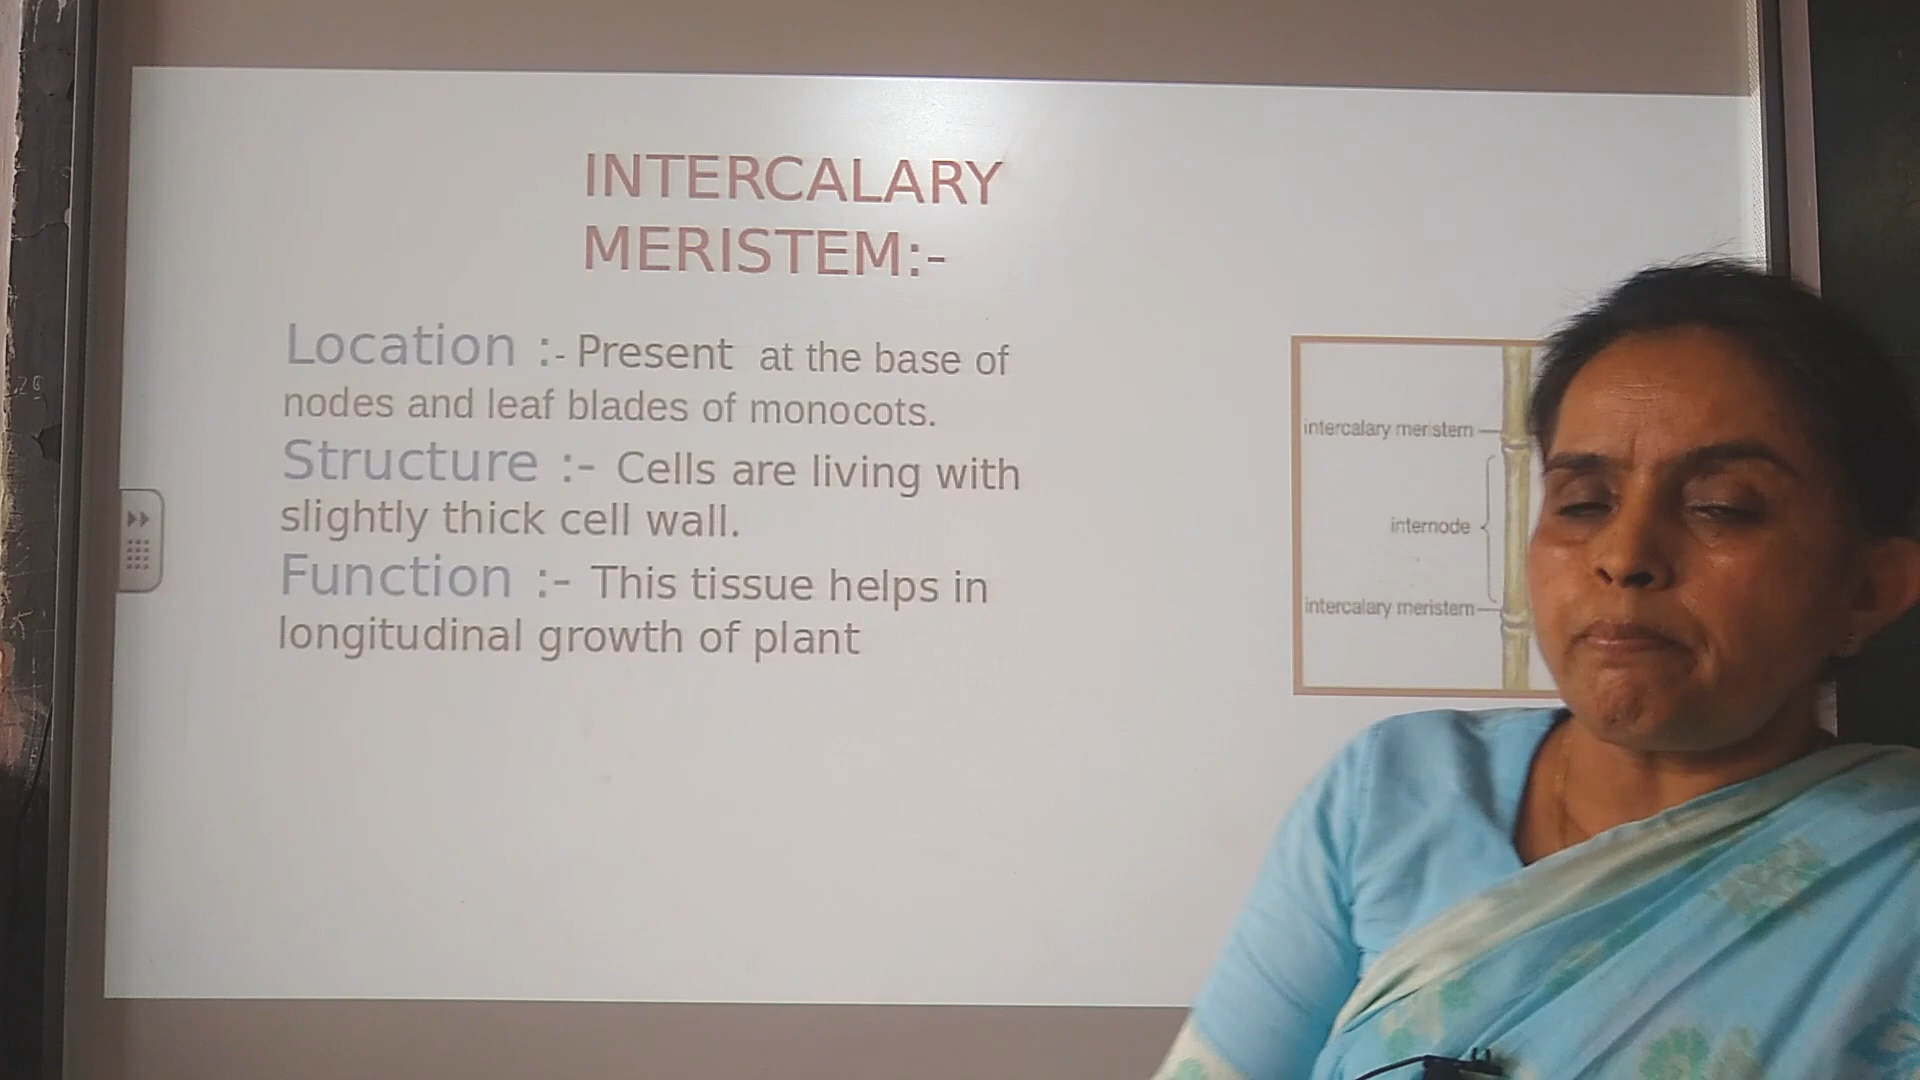 INTERCALARY
MERISTEM:-
Location :- Present at the base of
nodes and leaf blades of monocots.
Structure :- Cells are living with
slightly thick cell wall.
Function :- This tissue helps in
longitudinal growth of plant
intercalary meristem
internode
intercalary meristem